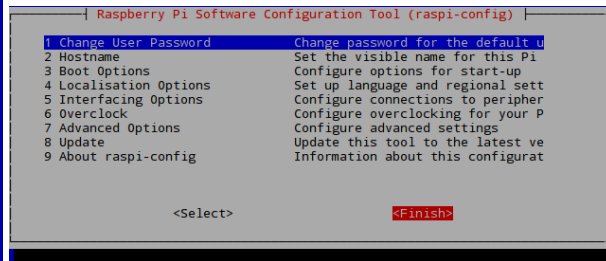 Raspberry Pi Software Configuration Tool (raspi-config)
1 Change User Password Change password for the default u
2 Hostname Set the visible name for this Pi
3 Boot Options Configure options for start-up
4 Localisation Options Set up language and regional sett
5 Interfacing Options Configure connections to peripher
6 Overclock Configure overclocking for your P
7 Advanced Options Configure advanced settings
8 Update Update this tool to the latest ve
9 About raspi-config Information about this configurat
<Select> <Finish>